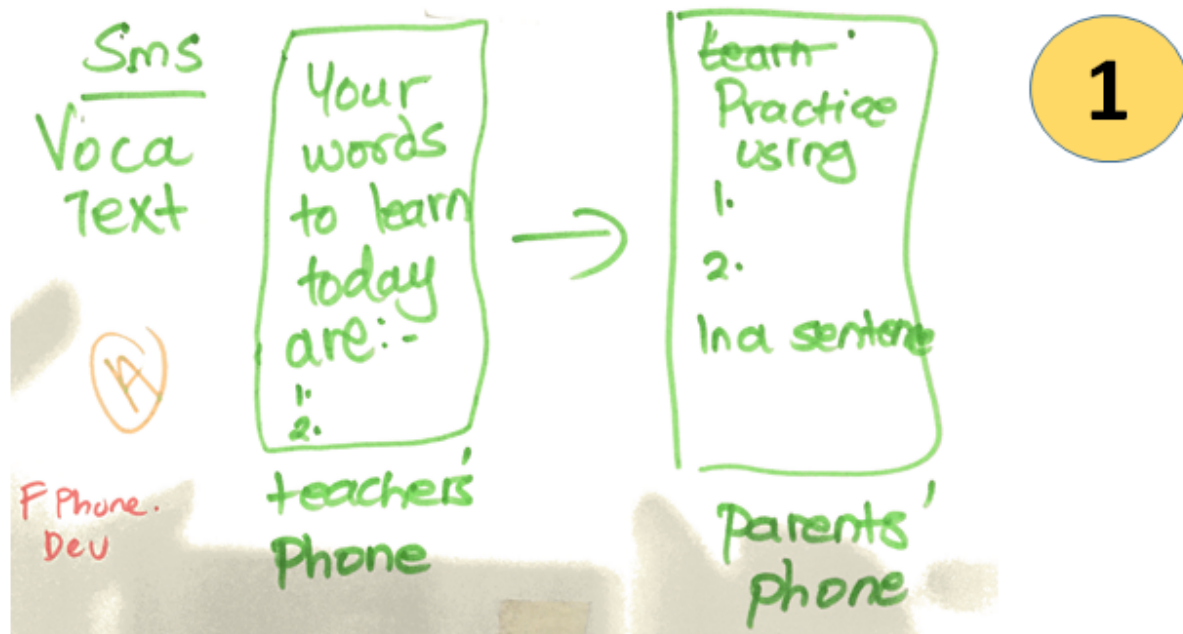 Sms
Voca
Text
Your
words
to learn
today
are:-
1.
2.
teachers'
Phone
Learn
Practice
using
1.
2.
In a sentence
parents'
phone
1
A
F Phone.
Dev